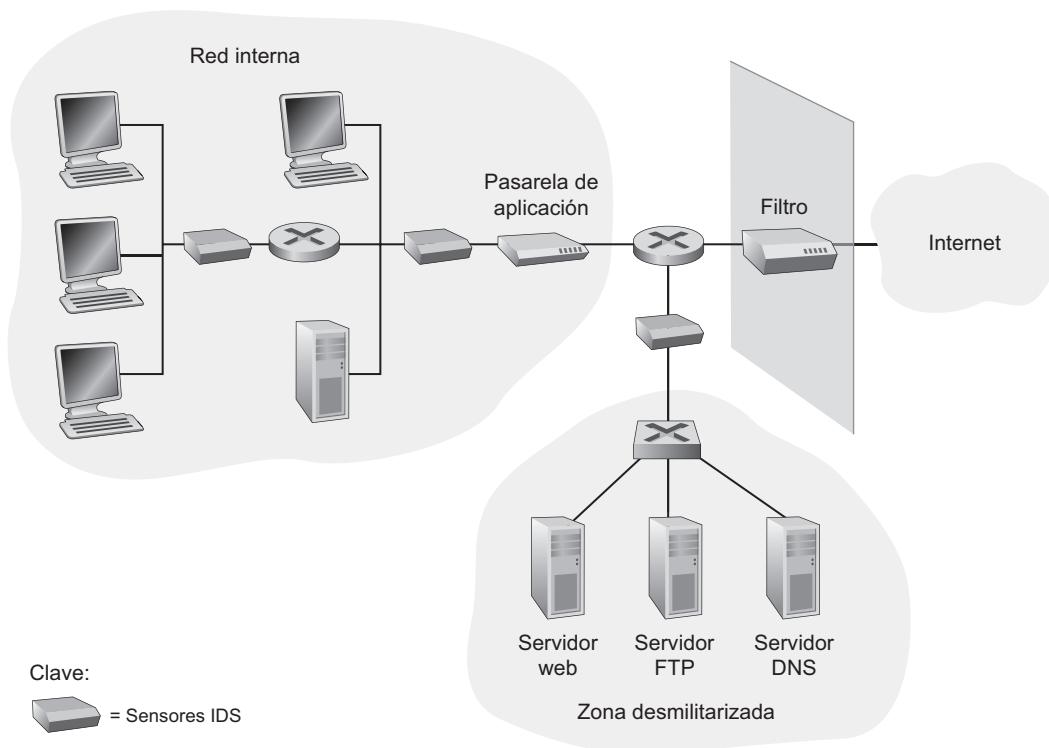 Red interna
Pasarela de
aplicación
Filtro
Internet
Servidor
web
Servidor
FTP
Servidor
DNS
Zona desmilitarizada
Clave:
= Sensores IDS